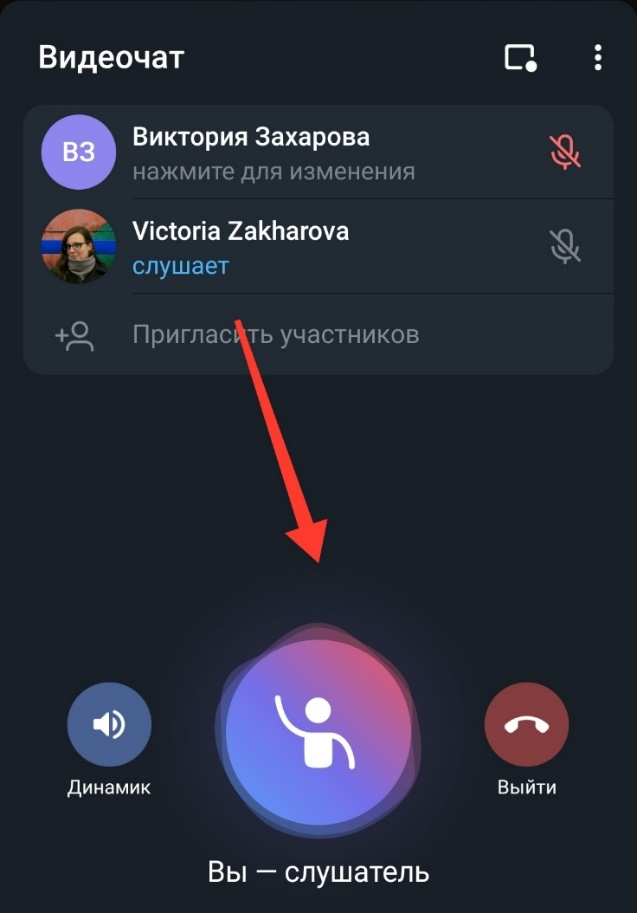 Видеочат
ВЗ
Виктория Захарова
нажмите для изменения
Victoria Zakharova
слушает
Пригласить участников
Динамик
Выйти
Вы — слушатель